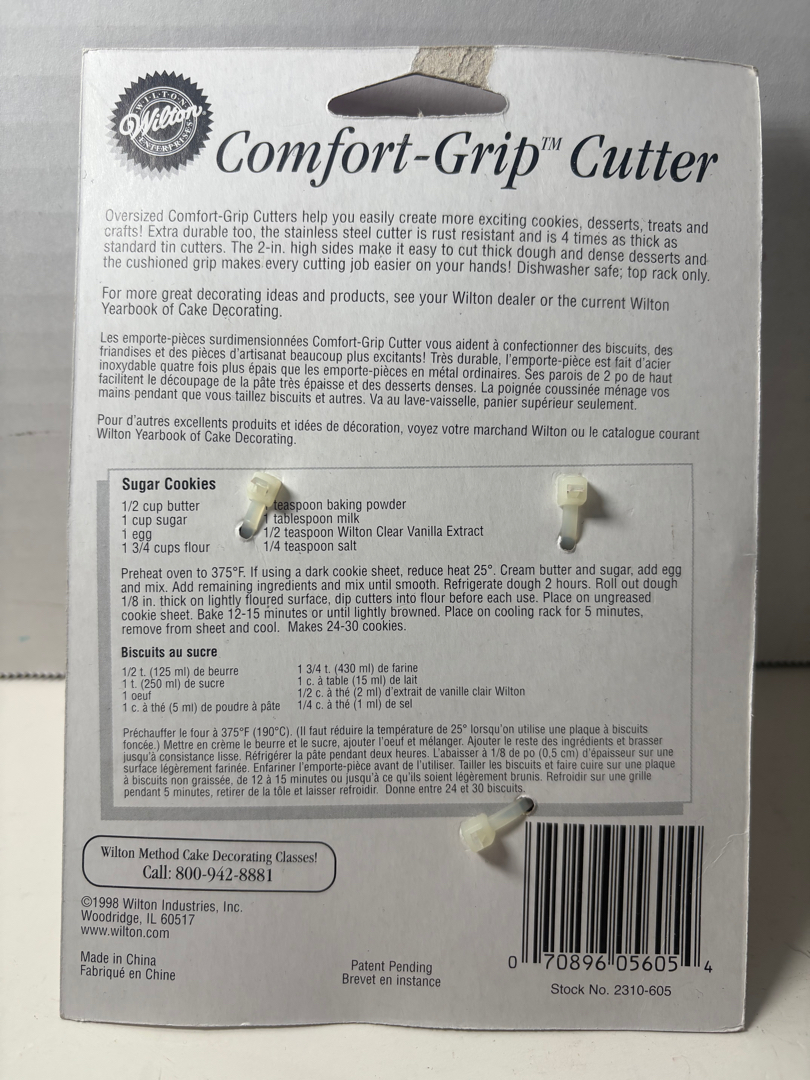 WILTON
Wilton
ENTERPRISES
Comfort-Grip™ Cutter
Oversized Comfort-Grip Cutters help you easily create more exciting cookies, desserts, treats and
crafts! Extra durable too, the stainless steel cutter is rust resistant and is 4 times as thick as
standard tin cutters. The 2-in. high sides make it easy to cut thick dough and dense desserts and
the cushioned grip makes every cutting job easier on your hands! Dishwasher safe; top rack only.
For more great decorating ideas and products, see your Wilton dealer or the current Wilton
Yearbook of Cake Decorating.
Les emporte-pièces surdimensionnées Comfort-Grip Cutter vous aident à confectionner des biscuits, des
friandises et des pièces d'artisanat beaucoup plus excitants! Très durable, l'emporte-pièce est fait d'acier
inoxydable quatre fois plus épais que les emporte-pièces en métal ordinaires. Ses parois de 2 po de haut
facilitent le découpage de la pâte très épaisse et des desserts denses. La poignée coussinée ménage vos
mains pendant que vous taillez biscuits et autres. Va au lave-vaisselle, panier supérieur seulement.
Pour d'autres excellents produits et idées de décoration, voyez votre marchand Wilton ou le catalogue courant
Wilton Yearbook of Cake Decorating.
Sugar Cookies
1/2 cup butter
1 cup sugar
1 egg
1 3/4 cups flour
teaspoon baking powder
1 tablespoon milk
1/2 teaspoon Wilton Clear Vanilla Extract
1/4 teaspoon salt
Preheat oven to 375°F. If using a dark cookie sheet, reduce heat 25°. Cream butter and sugar, add egg
and mix. Add remaining ingredients and mix until smooth. Refrigerate dough 2 hours. Roll out dough
1/8 in. thick on lightly floured surface, dip cutters into flour before each use. Place on ungreased
cookie sheet. Bake 12-15 minutes or until lightly browned. Place on cooling rack for 5 minutes,
remove from sheet and cool. Makes 24-30 cookies.
Biscuits au sucre
1/2 t. (125 ml) de beurre
1 t. (250 ml) de sucre
1 oeuf
1 c. à thé (5 ml) de poudre à pâte
1 3/4 t. (430 ml) de farine
1 c. à table (15 ml) de lait
1/2 c. à thé (2 ml) d'extrait de vanille clair Wilton
1/4 c. à thé (1 ml) de sel
Préchauffer le four à 375°F (190°C). (Il faut réduire la température de 25° lorsqu'on utilise une plaque à biscuits
foncée.) Mettre en crème le beurre et le sucre, ajouter l'oeuf et mélanger. Ajouter le reste des ingrédients et brasser
jusqu'à consistance lisse. Réfrigérer la pâte pendant deux heures. L'abaisser à 1/8 de po (0,5 cm) d'épaisseur sur une
surface légèrement farinée. Enfariner l'emporte-pièce avant de l'utiliser. Tailler les biscuits et faire cuire sur une plaque
à biscuits non graissée, de 12 à 15 minutes ou jusqu'à ce qu'ils soient légèrement brunis. Refroidir sur une grille
pendant 5 minutes, retirer de la tôle et laisser refroidir. Donne entre 24 et 30 biscuits.
Wilton Method Cake Decorating Classes!
Call: 800-942-8881
©1998 Wilton Industries, Inc.
Woodridge, IL 60517
www.wilton.com
Made in China
Fabriqué en Chine
Patent Pending
Brevet en instance
0 70896 05605 4
Stock No. 2310-605